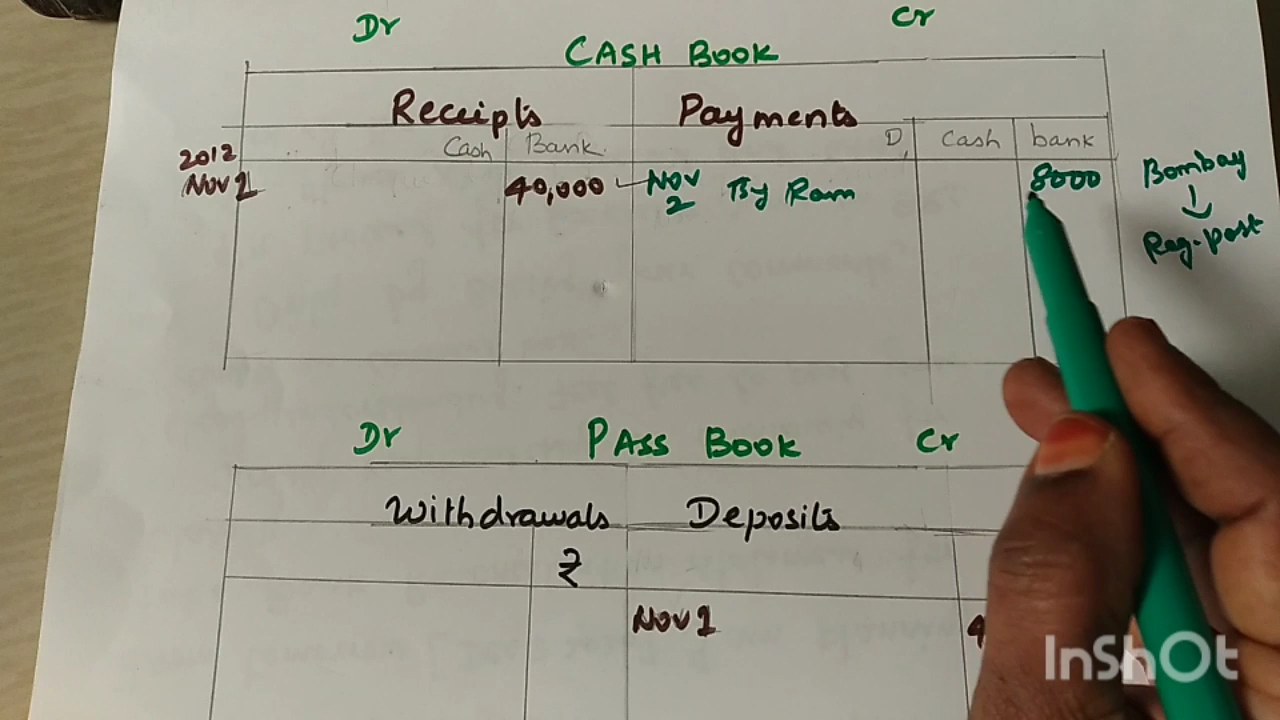 Dr Cr
CASH BOOK
Receipts Payments
Cash Bank D, Cash bank
2012
Nov 1 40,000 Nov 2 By Ram 8000
Bombay
↓
Reg. post
Dr PASS BOOK Cr
Withdrawals Deposits
₹
Nov 1 4
InShOt